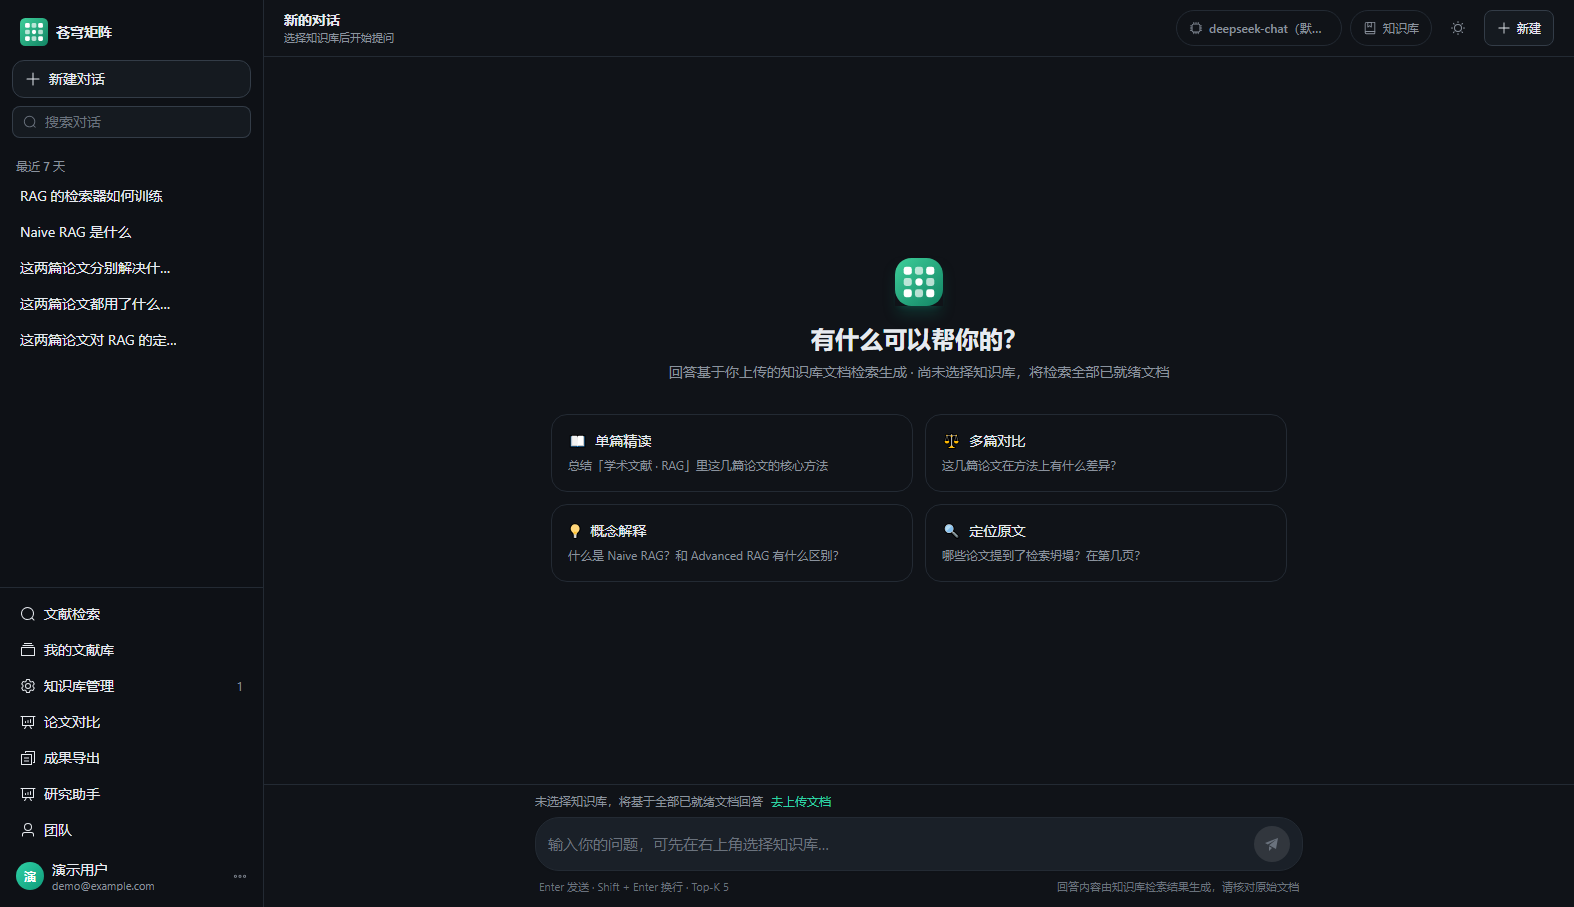 苍穹矩阵
新建对话
搜索对话
最近 7 天
RAG 的检索器如何训练
Naive RAG 是什么
这两篇论文分别解决什...
这两篇论文都用了什么...
这两篇论文对 RAG 的定...
文献检索
我的文献库
知识库管理 1
论文对比
成果导出
研究助手
团队
演 演示用户
demo@example.com
新的对话
选择知识库后开始提问
deepseek-chat（默...
知识库
新建
有什么可以帮你的？
回答基于你上传的知识库文档检索生成 · 尚未选择知识库，将检索全部已就绪文档
单篇精读
总结「学术文献 · RAG」里这几篇论文的核心方法
多篇对比
这几篇论文在方法上有什么差异？
概念解释
什么是 Naive RAG？和 Advanced RAG 有什么区别？
定位原文
哪些论文提到了检索坍塌？在第几页？
未选择知识库，将基于全部已就绪文档回答 去上传文档
输入你的问题，可先在右上角选择知识库...
Enter 发送 · Shift + Enter 换行 · Top-K 5
回答内容由知识库检索结果生成，请核对原始文档